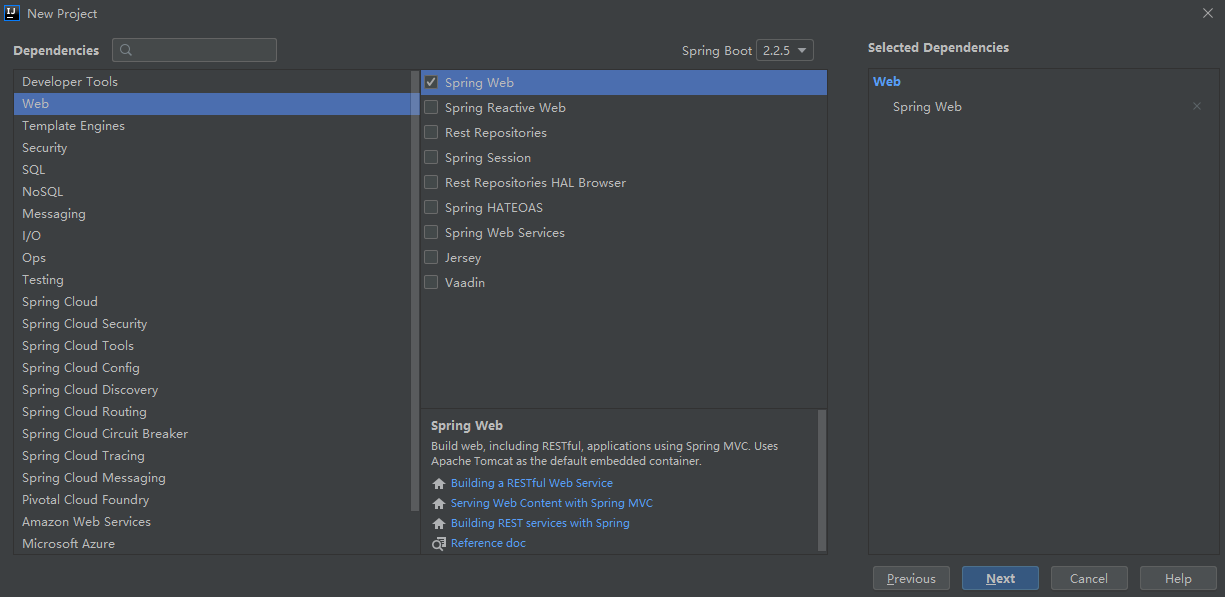 IJ New Project
Dependencies
Spring Boot 2.2.5
Selected Dependencies
Developer Tools
Web
Template Engines
Security
SQL
NoSQL
Messaging
I/O
Ops
Testing
Spring Cloud
Spring Cloud Security
Spring Cloud Tools
Spring Cloud Config
Spring Cloud Discovery
Spring Cloud Routing
Spring Cloud Circuit Breaker
Spring Cloud Tracing
Spring Cloud Messaging
Pivotal Cloud Foundry
Amazon Web Services
Microsoft Azure
Spring Web
Spring Reactive Web
Rest Repositories
Spring Session
Rest Repositories HAL Browser
Spring HATEOAS
Spring Web Services
Jersey
Vaadin
Spring Web
Build web, including RESTful, applications using Spring MVC. Uses
Apache Tomcat as the default embedded container.
Building a RESTful Web Service
Serving Web Content with Spring MVC
Building REST services with Spring
Reference doc
Web
Spring Web
Previous
Next
Cancel
Help